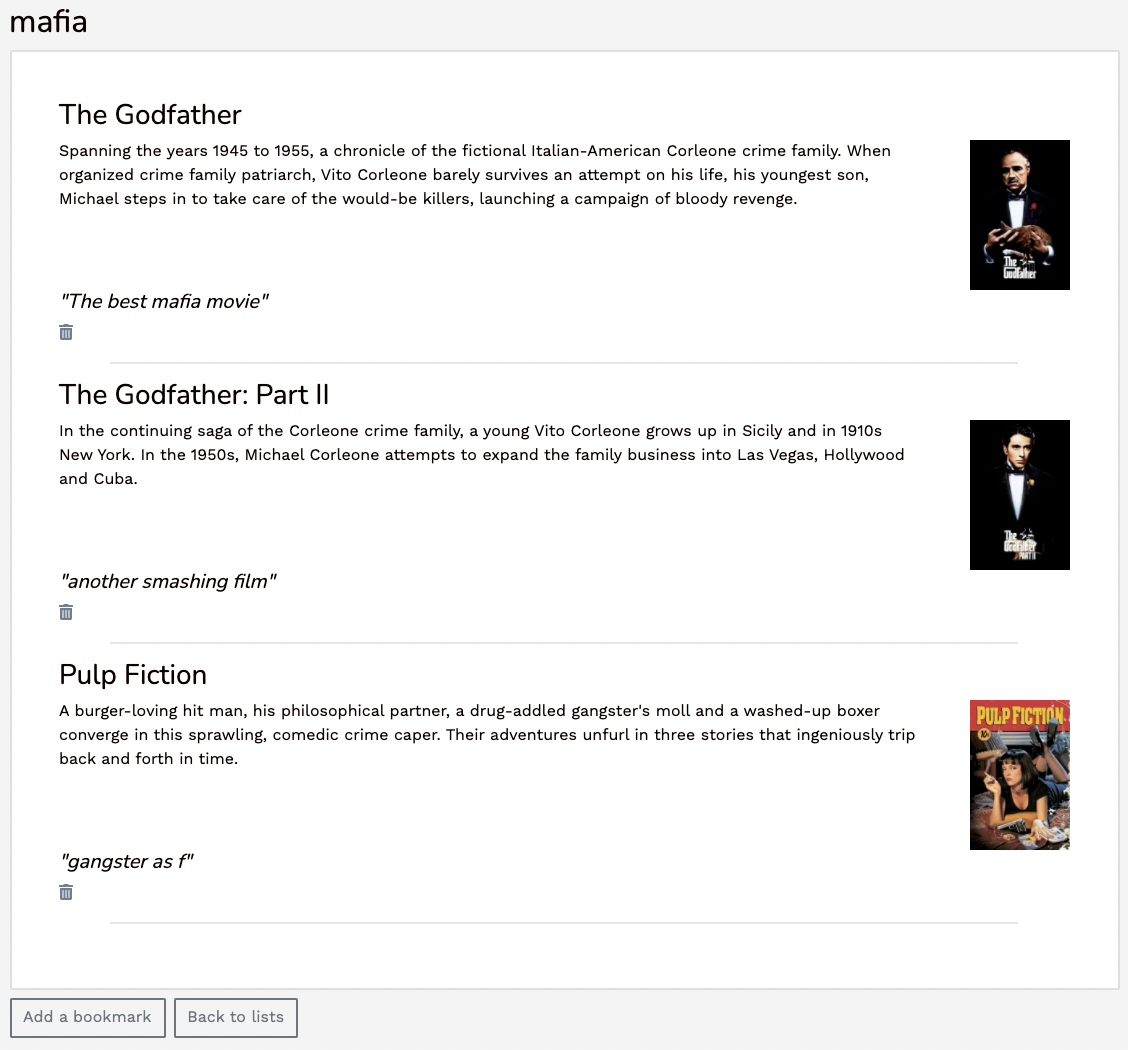 mafia
The Godfather
Spanning the years 1945 to 1955, a chronicle of the fictional Italian-American Corleone crime family. When
organized crime family patriarch, Vito Corleone barely survives an attempt on his life, his youngest son,
Michael steps in to take care of the would-be killers, launching a campaign of bloody revenge.
The
Godfather
"The best mafia movie"
The Godfather: Part II
In the continuing saga of the Corleone crime family, a young Vito Corleone grows up in Sicily and in 1910s
New York. In the 1950s, Michael Corleone attempts to expand the family business into Las Vegas, Hollywood
and Cuba.
The
Godfather
PART II
"another smashing film"
Pulp Fiction
A burger-loving hit man, his philosophical partner, a drug-addled gangster's moll and a washed-up boxer
converge in this sprawling, comedic crime caper. Their adventures unfurl in three stories that ingeniously trip
back and forth in time.
PULP FICTION
10¢
"gangster as f"
Add a bookmark
Back to lists